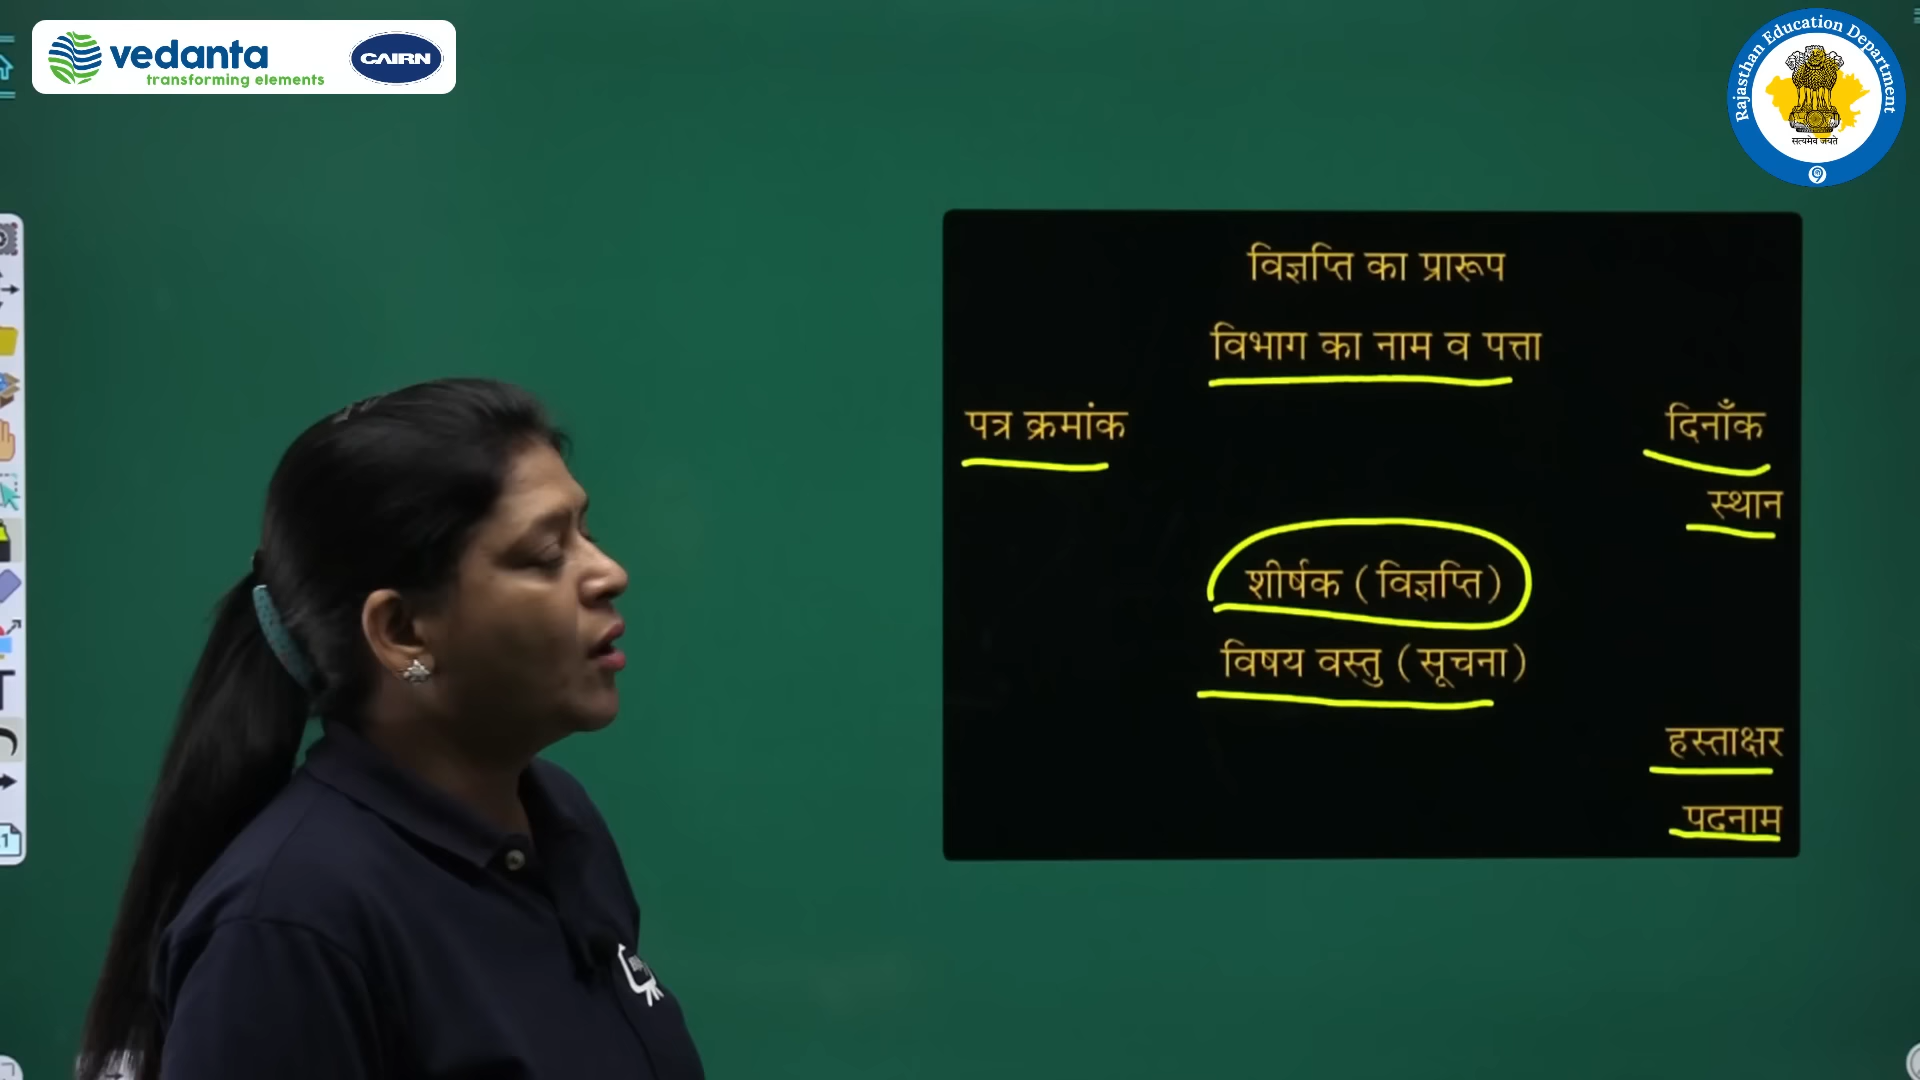 vedanta
transforming elements
CAIRN
Rajasthan Education Department
सत्यमेव जयते
विज्ञप्ति का प्रारूप
विभाग का नाम व पत्ता
पत्र क्रमांक
दिनाँक
स्थान
शीर्षक (विज्ञप्ति)
विषय वस्तु (सूचना)
हस्ताक्षर
पदनाम